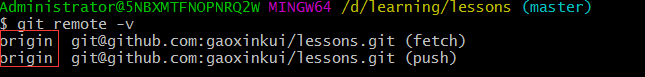 Administrator@5NBXMTFNOPNRQ2W MINGW64 /d/learning/lessons (master)
$ git remote -v
origin  git@github.com:gaoxinkui/lessons.git (fetch)
origin  git@github.com:gaoxinkui/lessons.git (push)